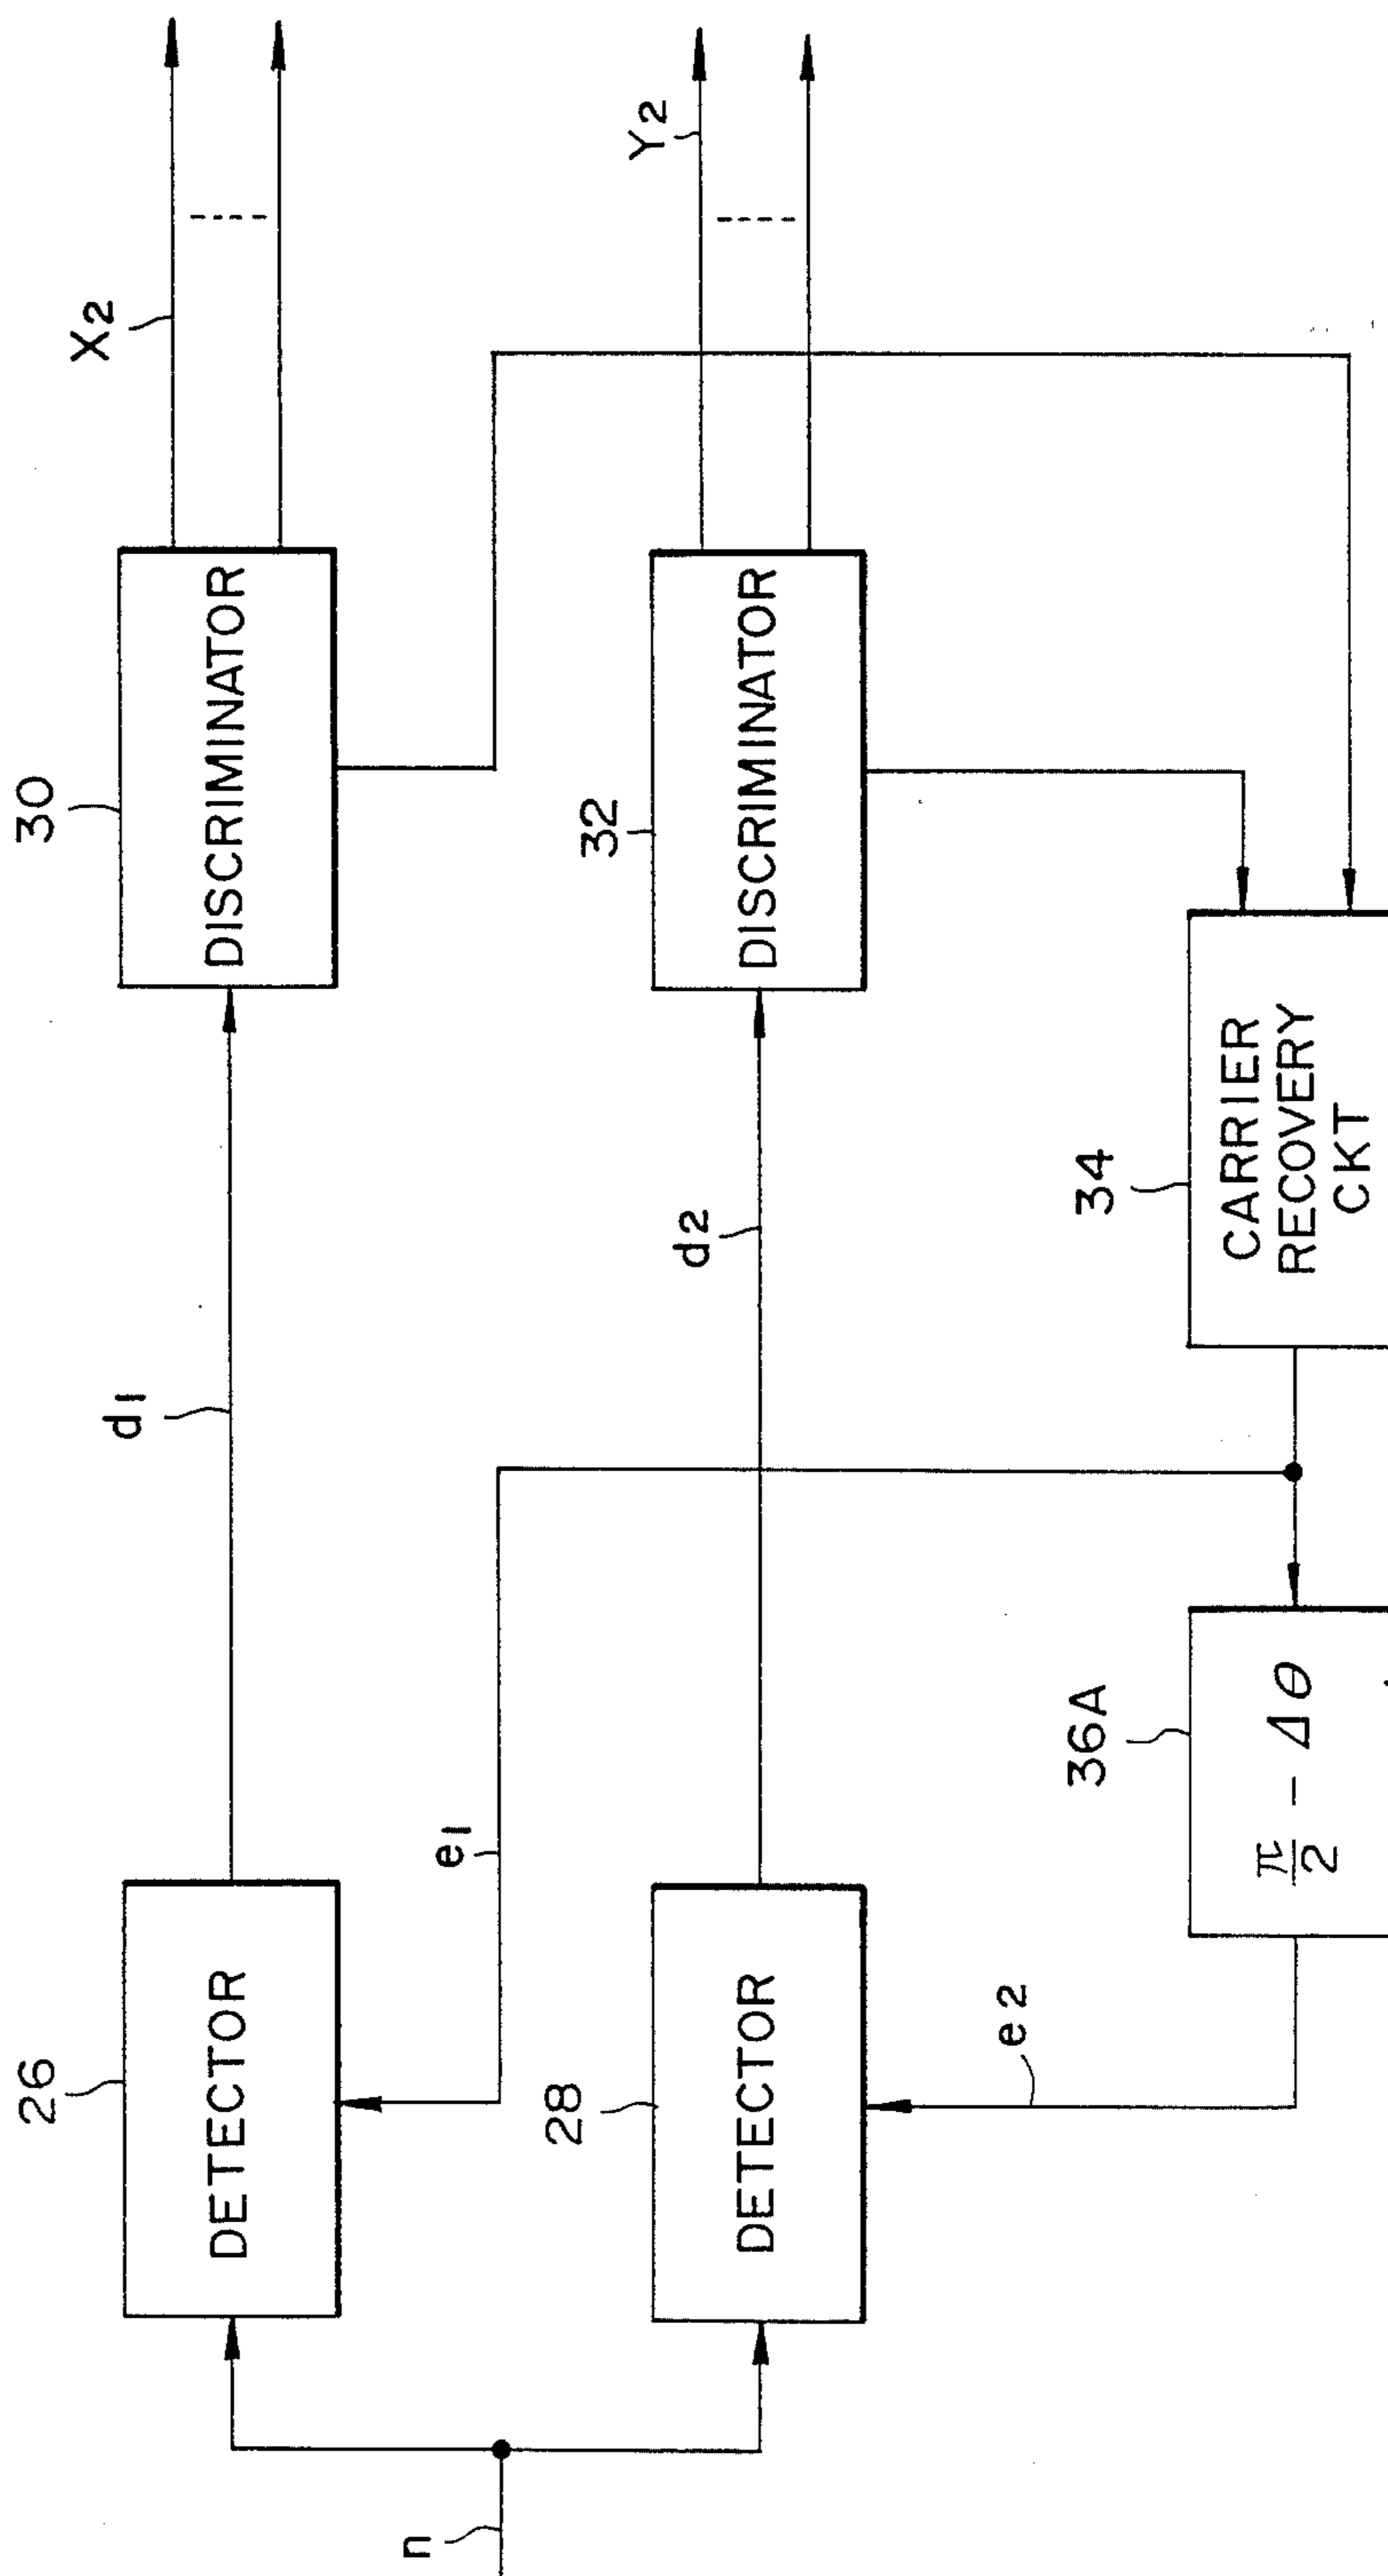 n
26
DETECTOR
d1
30
DISCRIMINATOR
X2
e1
28
DETECTOR
d2
32
DISCRIMINATOR
Y2
e2
36A
π/2 - Δθ
34
CARRIER
RECOVERY
CKT